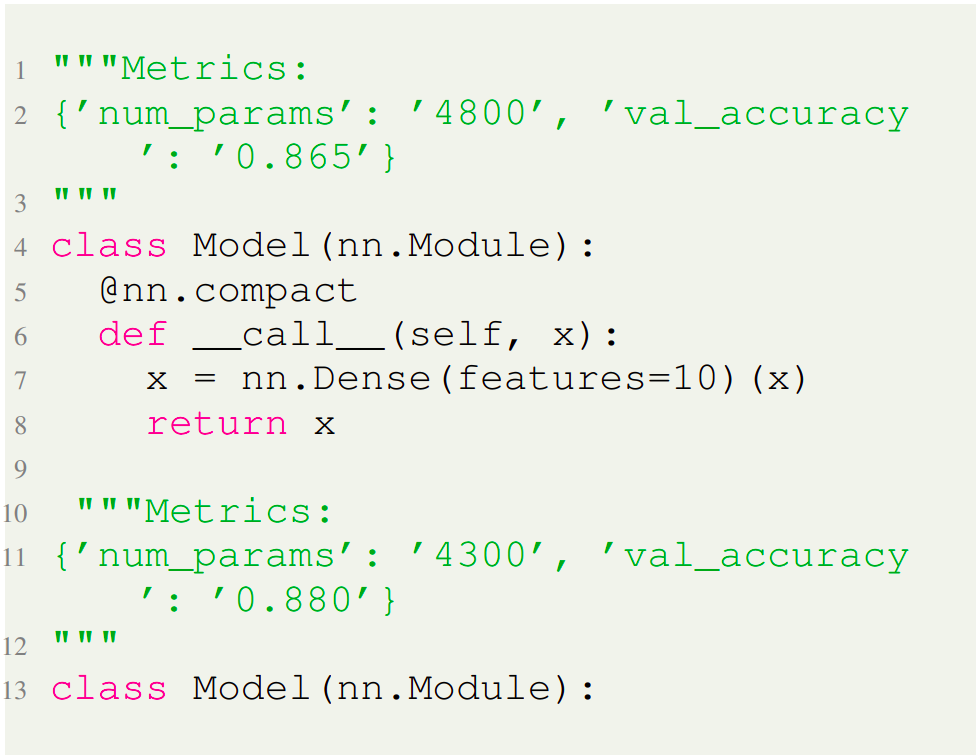 1 """Metrics:
2 {'num_params': '4800', 'val_accuracy
': '0.865'}
3 """
4 class Model(nn.Module):
5   @nn.compact
6   def __call__(self, x):
7     x = nn.Dense(features=10)(x)
8     return x
9
10  """Metrics:
11 {'num_params': '4300', 'val_accuracy
': '0.880'}
12 """
13 class Model(nn.Module):